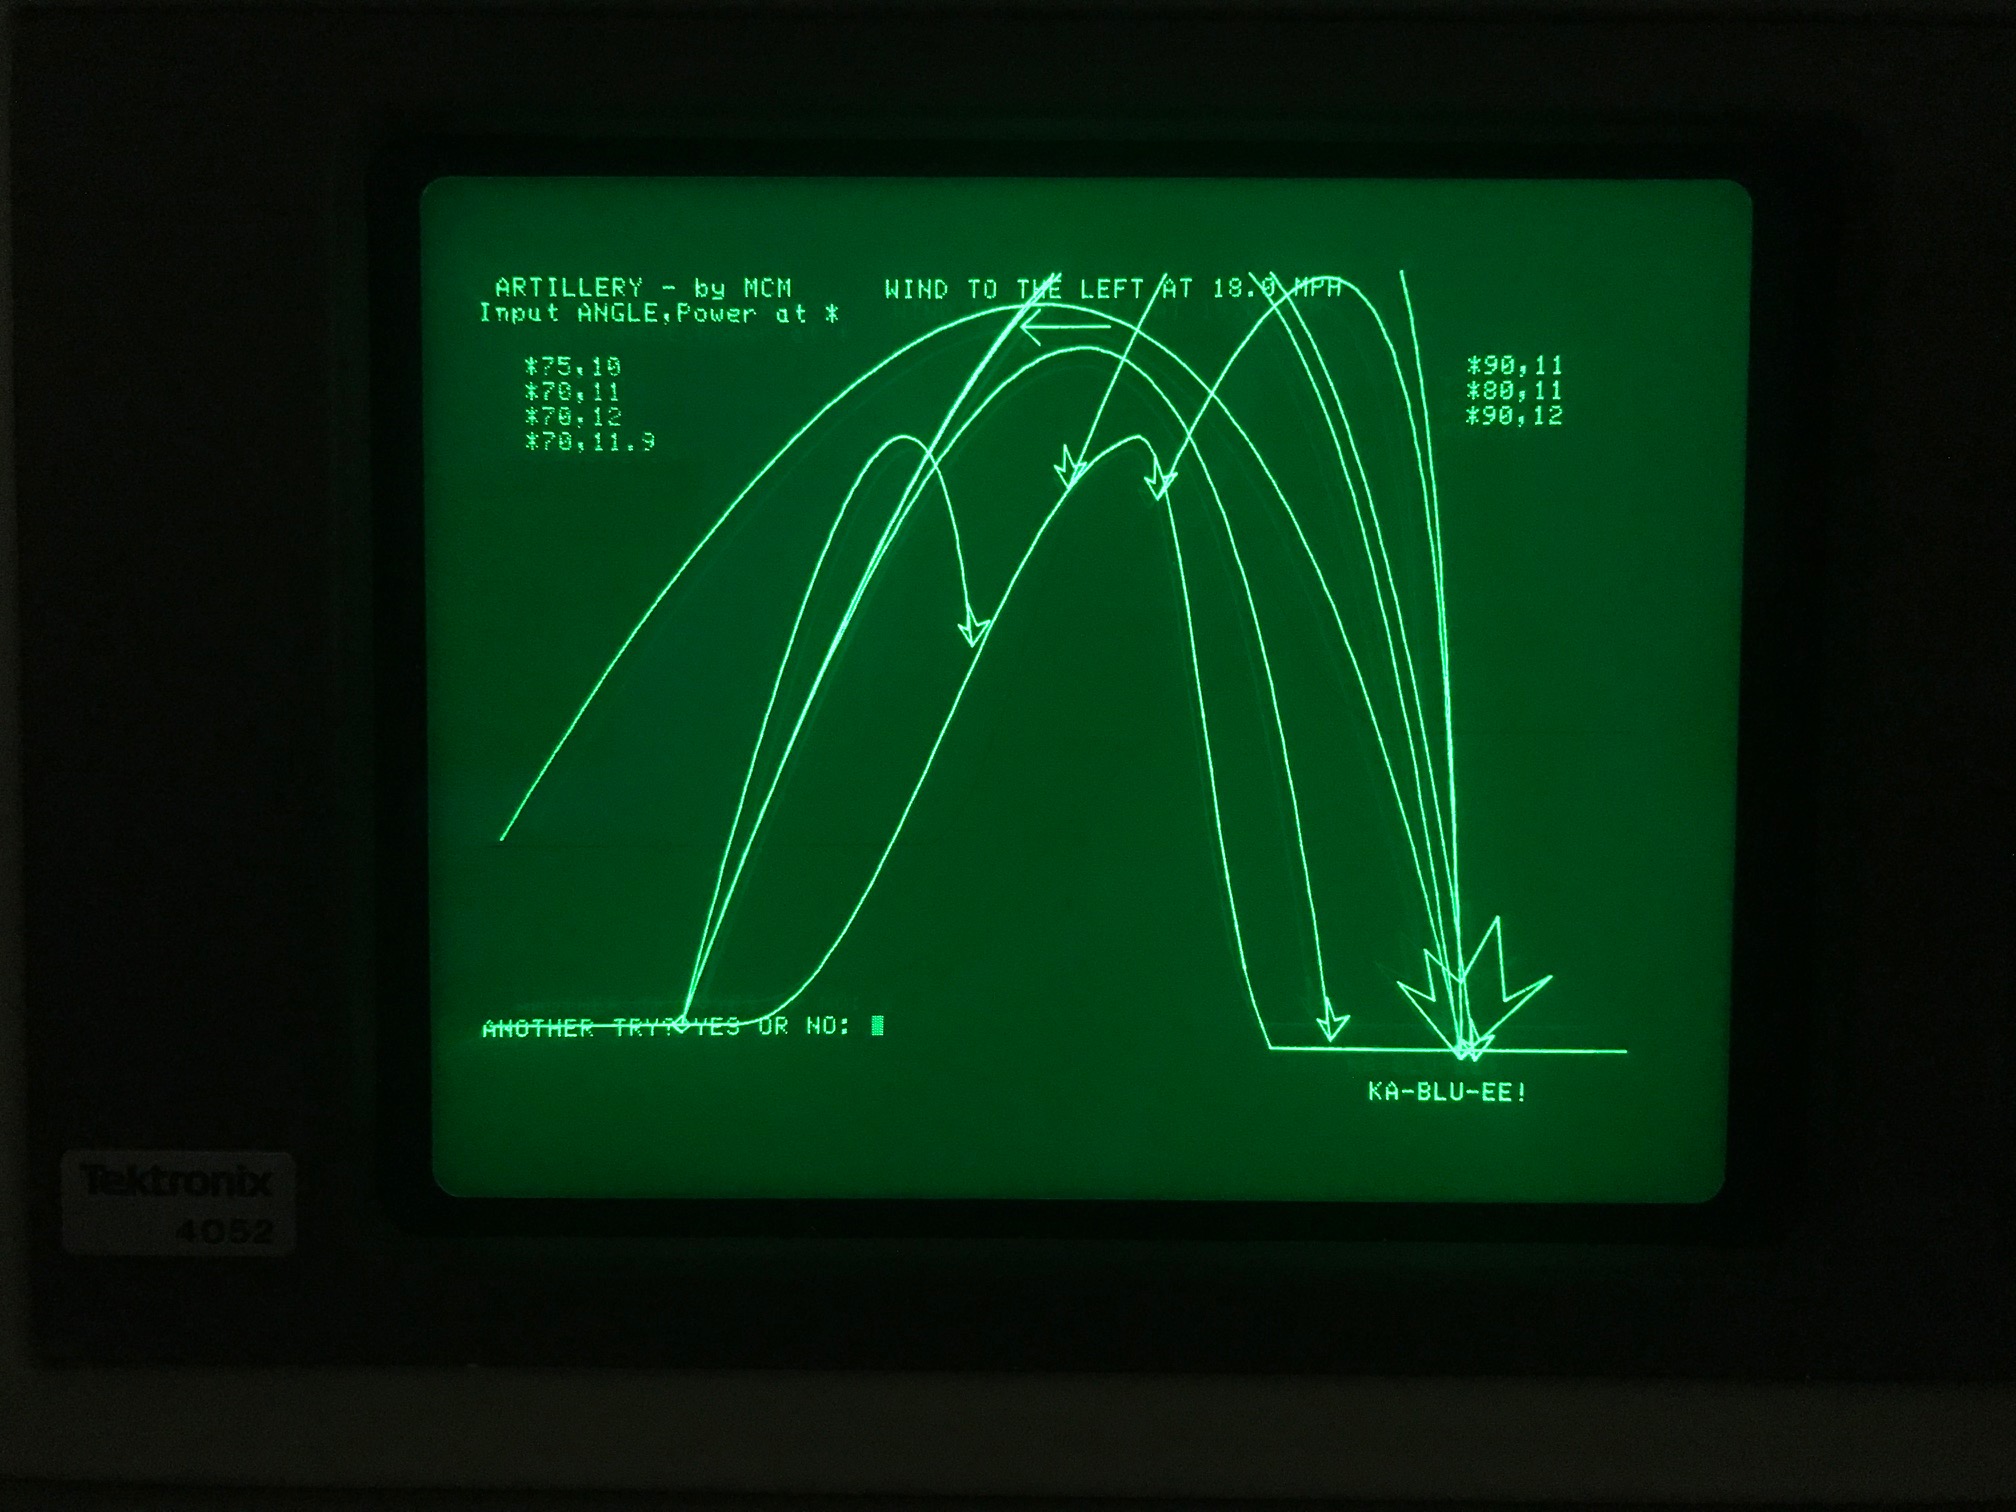 ARTILLERY - by MCM WIND TO THE LEFT AT 18.0 MPH
Input ANGLE,Power at *
*75,10
*70,11
*70,12
*70,11.9
*90,11
*80,11
*90,12
ANOTHER TRY? YES OR NO:
KA-BLU-EE!
Tektronix
4052